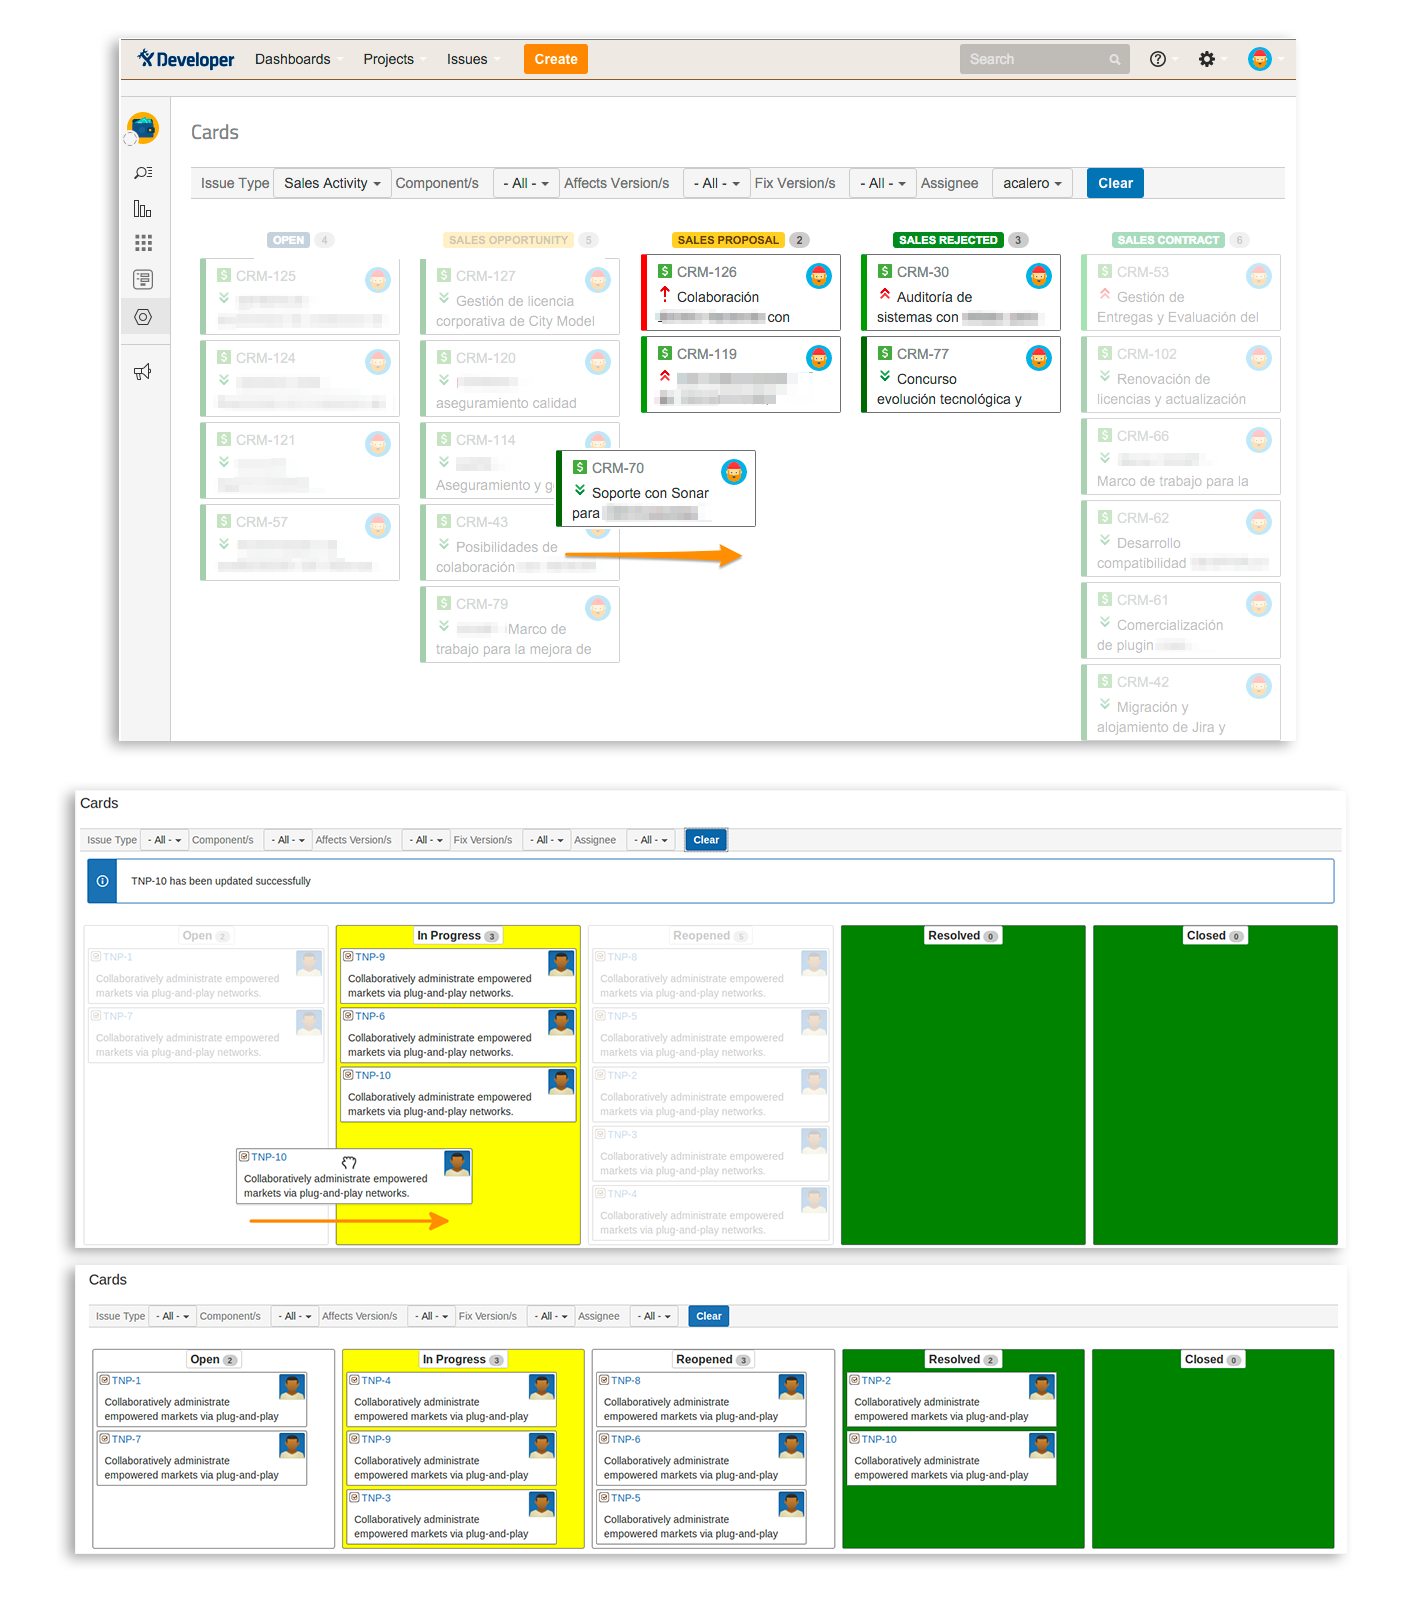 Developer Dashboards Projects Issues Create Search
Cards
Issue Type Sales Activity Component/s - All - Affects Version/s - All - Fix Version/s - All - Assignee acalero Clear
OPEN 4
CRM-125
CRM-124
CRM-121
CRM-57
SALES OPPORTUNITY 5
CRM-127
Gestión de licencia
corporativa de City Model
CRM-120
aseguramiento calidad
CRM-114
Aseguramiento y
CRM-43
Posibilidades de
colaboración
CRM-79
Marco de
trabajo para la mejora de
CRM-70
Soporte con Sonar
para
SALES PROPOSAL 2
CRM-126
Colaboración
con
CRM-119
SALES REJECTED 3
CRM-30
Auditoría de
sistemas con
CRM-77
Concurso
evolución tecnológica y
SALES CONTRACT 6
CRM-53
Gestión de
Entregas y Evaluación del
CRM-102
Renovación de
licencias y actualización
CRM-66
Marco de trabajo para la
CRM-62
Desarrollo
compatibilidad
CRM-61
Comercialización
de plugin
CRM-42
Migración y
alojamiento de Jira y
Cards
Issue Type - All - Component/s - All - Affects Version/s - All - Fix Version/s - All - Assignee - All - Clear
TNP-10 has been updated successfully
Open 2
TNP-1
Collaboratively administrate empowered
markets via plug-and-play networks.
TNP-7
Collaboratively administrate empowered
markets via plug-and-play networks.
TNP-10
Collaboratively administrate empowered
markets via plug-and-play networks.
In Progress 3
TNP-9
Collaboratively administrate empowered
markets via plug-and-play networks.
TNP-6
Collaboratively administrate empowered
markets via plug-and-play networks.
TNP-10
Collaboratively administrate empowered
markets via plug-and-play networks.
Reopened 5
TNP-8
Collaboratively administrate empowered
markets via plug-and-play networks.
TNP-5
Collaboratively administrate empowered
markets via plug-and-play networks.
TNP-2
Collaboratively administrate empowered
markets via plug-and-play networks.
TNP-3
Collaboratively administrate empowered
markets via plug-and-play networks.
TNP-4
Collaboratively administrate empowered
markets via plug-and-play networks.
Resolved 0
Closed 0
Cards
Issue Type - All - Component/s - All - Affects Version/s - All - Fix Version/s - All - Assignee - All - Clear
Open 2
TNP-1
Collaboratively administrate
empowered markets via plug-and-play
TNP-7
Collaboratively administrate
empowered markets via plug-and-play
In Progress 3
TNP-4
Collaboratively administrate
empowered markets via plug-and-play
TNP-9
Collaboratively administrate
empowered markets via plug-and-play
TNP-3
Collaboratively administrate
empowered markets via plug-and-play
Reopened 3
TNP-8
Collaboratively administrate
empowered markets via plug-and-play
TNP-6
Collaboratively administrate
empowered markets via plug-and-play
TNP-5
Collaboratively administrate
empowered markets via plug-and-play
Resolved 2
TNP-2
Collaboratively administrate
empowered markets via plug-and-play
TNP-10
Collaboratively administrate
empowered markets via plug-and-play
Closed 0